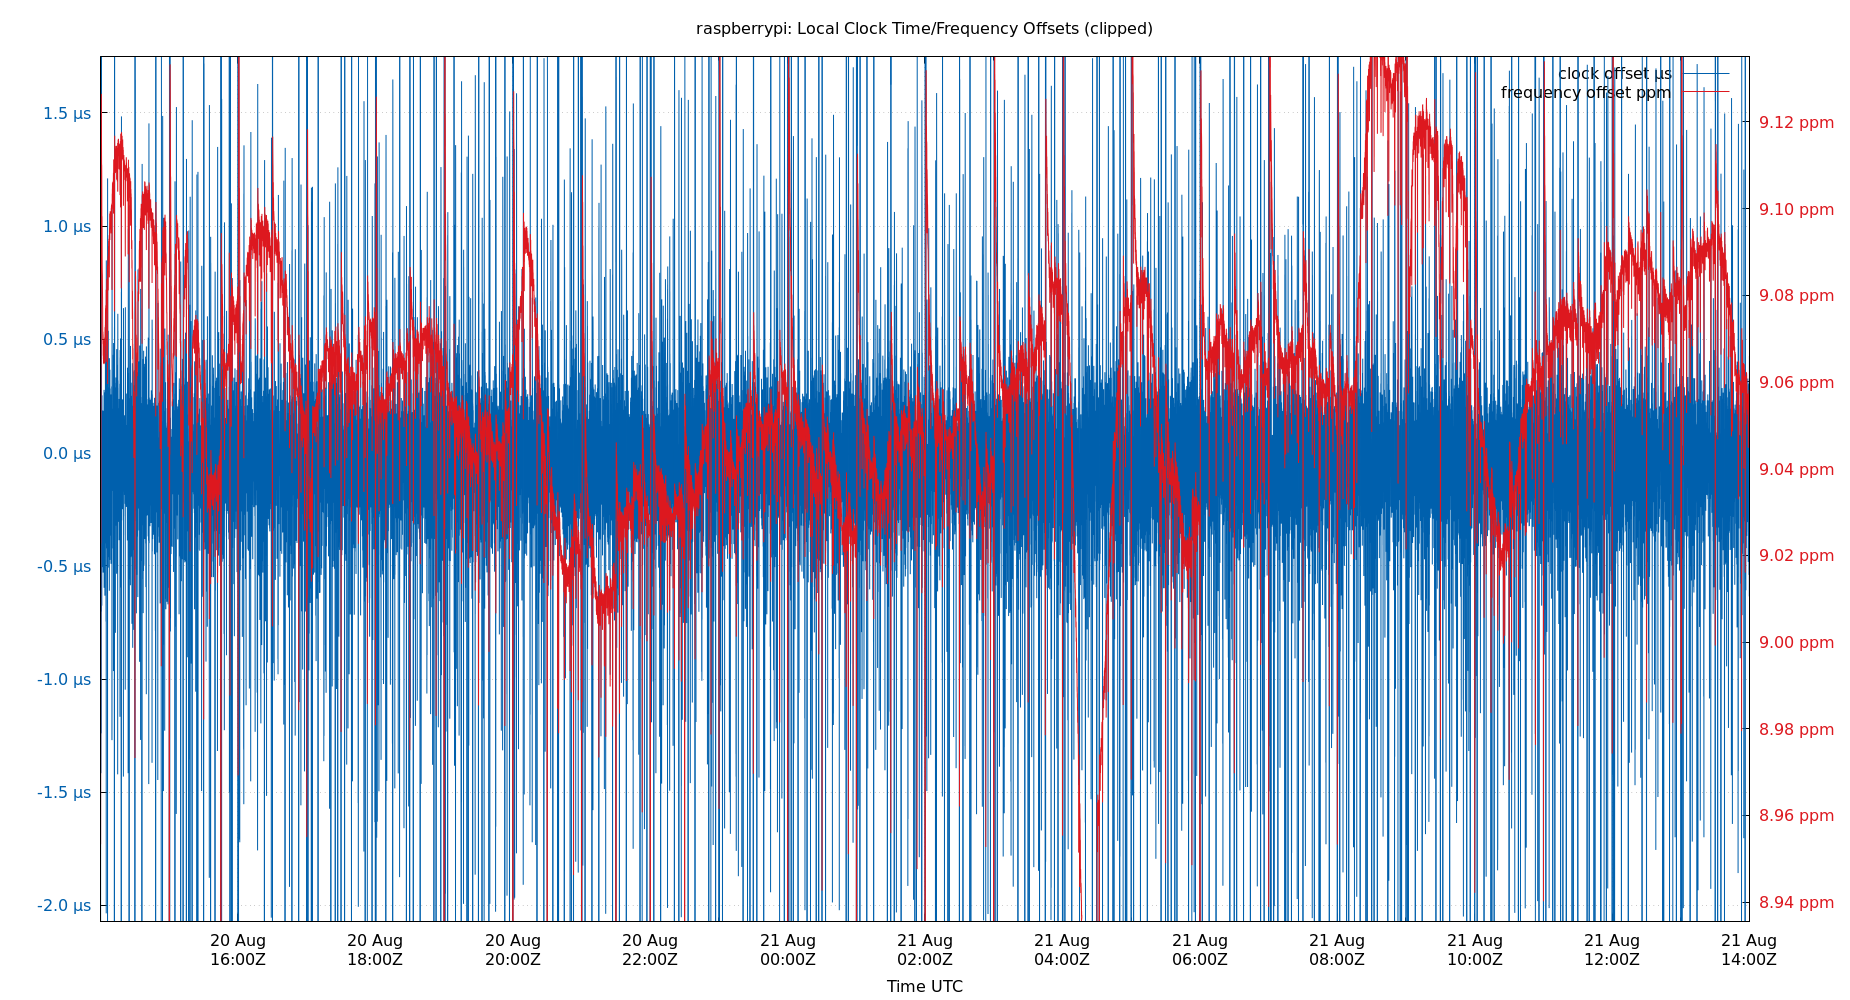 raspberrypi: Local Clock Time/Frequency Offsets (clipped)
clock offset µs
frequency offset ppm
1.5 µs
1.0 µs
0.5 µs
0.0 µs
-0.5 µs
-1.0 µs
-1.5 µs
-2.0 µs
9.12 ppm
9.10 ppm
9.08 ppm
9.06 ppm
9.04 ppm
9.02 ppm
9.00 ppm
8.98 ppm
8.96 ppm
8.94 ppm
20 Aug 20 Aug 20 Aug 20 Aug 21 Aug 21 Aug 21 Aug 21 Aug 21 Aug 21 Aug 21 Aug 21 Aug
16:00Z 18:00Z 20:00Z 22:00Z 00:00Z 02:00Z 04:00Z 06:00Z 08:00Z 10:00Z 12:00Z 14:00Z
Time UTC